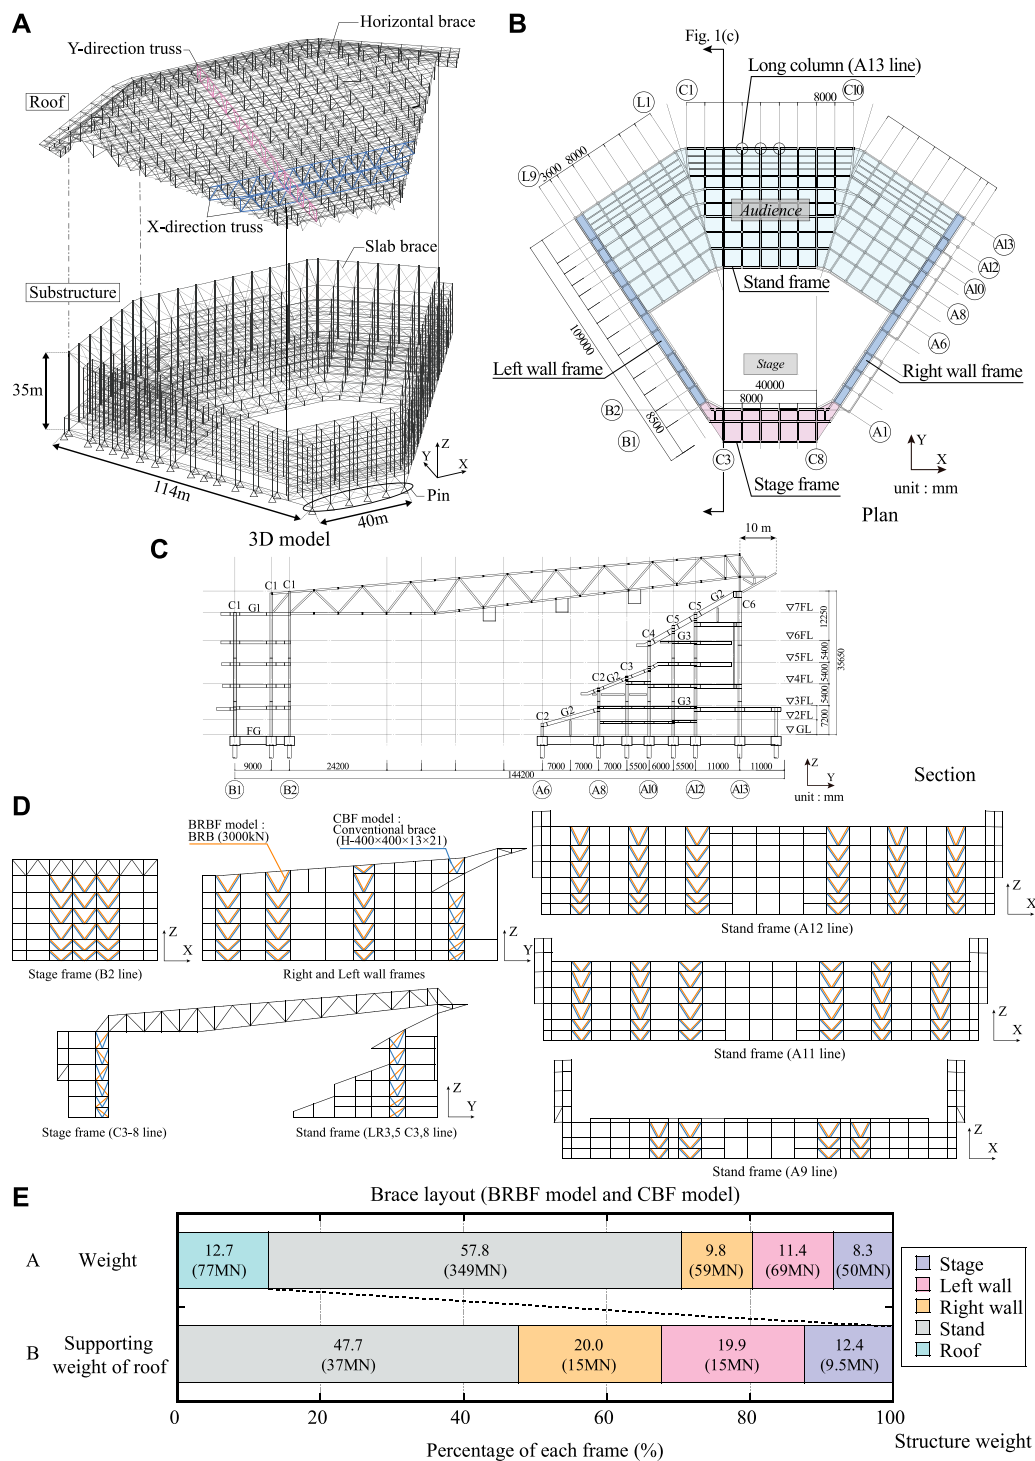 A
Horizontal brace
Y-direction truss
Roof
X-direction truss
Slab brace
Substructure
35m
114m
40m
Pin
Z
Y
X
3D model
B
Fig. 1(c)
Long column (A13 line)
C1
C10
L1
8000
8000
3600
L9
Audience
A13
A12
A10
A8
A6
A1
Stand frame
109000
Stage
Left wall frame
Right wall frame
40000
8000
B2
B1
8500
C3
C8
Stage frame
Y
X
unit : mm
Plan
C
10 m
C1
C1
C1
G1
G2
C6
C5
C5
C4
G3
C3
C2
G2
G3
C2
G2
FG
▽7FL
▽6FL
▽5FL
▽4FL
▽3FL
▽2FL
▽GL
12250
5400
5400
5400
7200
35650
9000
24200
144200
7000
7000
7000
5500
6000
5500
11000
11000
B1
B2
A6
A8
A10
A12
A13
Z
Y
unit : mm
Section
D
BRBF model :
BRB (3000kN)
CBF model :
Conventional brace
(H-400×400×13×21)
Z
X
Stage frame (B2 line)
Z
Y
Right and Left wall frames
Z
X
Stand frame (A12 line)
Z
X
Stand frame (A11 line)
Z
Y
Stage frame (C3-8 line)
Stand frame (LR3,5 C3,8 line)
Z
X
Stand frame (A9 line)
Brace layout (BRBF model and CBF model)
E
A
Weight
12.7
(77MN)
57.8
(349MN)
9.8
(59MN)
11.4
(69MN)
8.3
(50MN)
B
Supporting
weight of roof
47.7
(37MN)
20.0
(15MN)
19.9
(15MN)
12.4
(9.5MN)
Stage
Left wall
Right wall
Stand
Roof
0
20
40
60
80
100
Percentage of each frame (%)
Structure weight